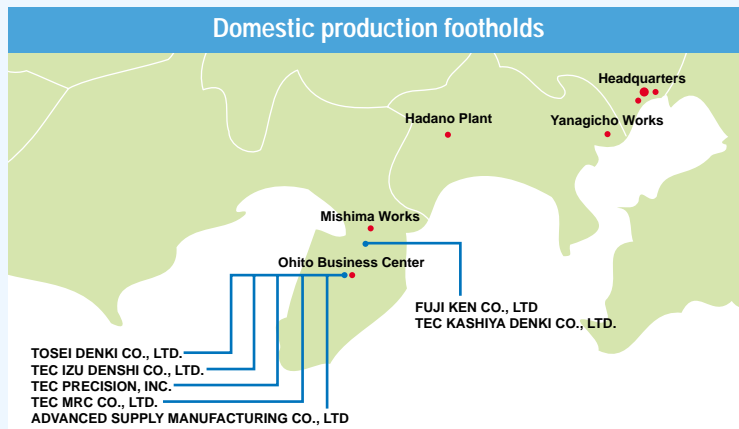 Domestic production footholds
Headquarters
Hadano Plant
Yanagicho Works
Mishima Works
Ohito Business Center
FUJI KEN CO., LTD
TEC KASHIYA DENKI CO., LTD.
TOSEI DENKI CO., LTD.
TEC IZU DENSHI CO., LTD.
TEC PRECISION, INC.
TEC MRC CO., LTD.
ADVANCED SUPPLY MANUFACTURING CO., LTD